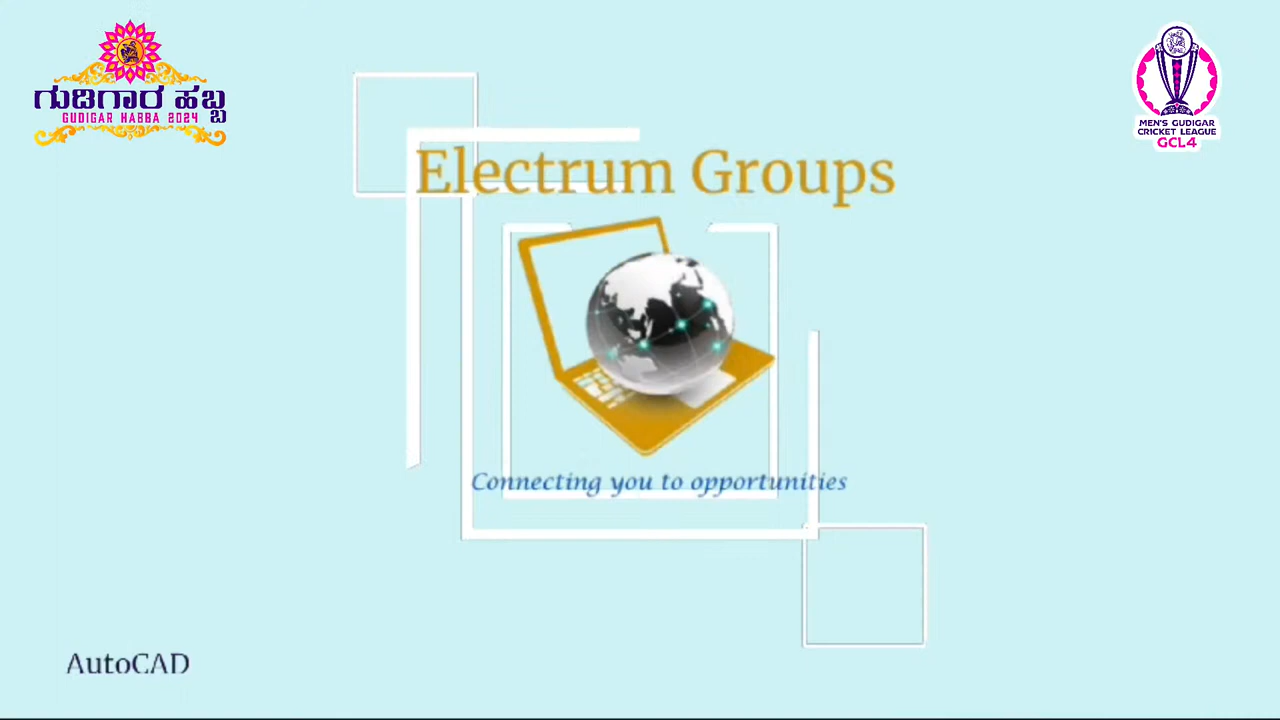 ಗುಡಿಗಾರ ಹಬ್ಬ
GUDIGAR HABBA 2024
MEN'S GUDIGAR
CRICKET LEAGUE
GCL4
Electrum Groups
Connecting you to opportunities
AutoCAD